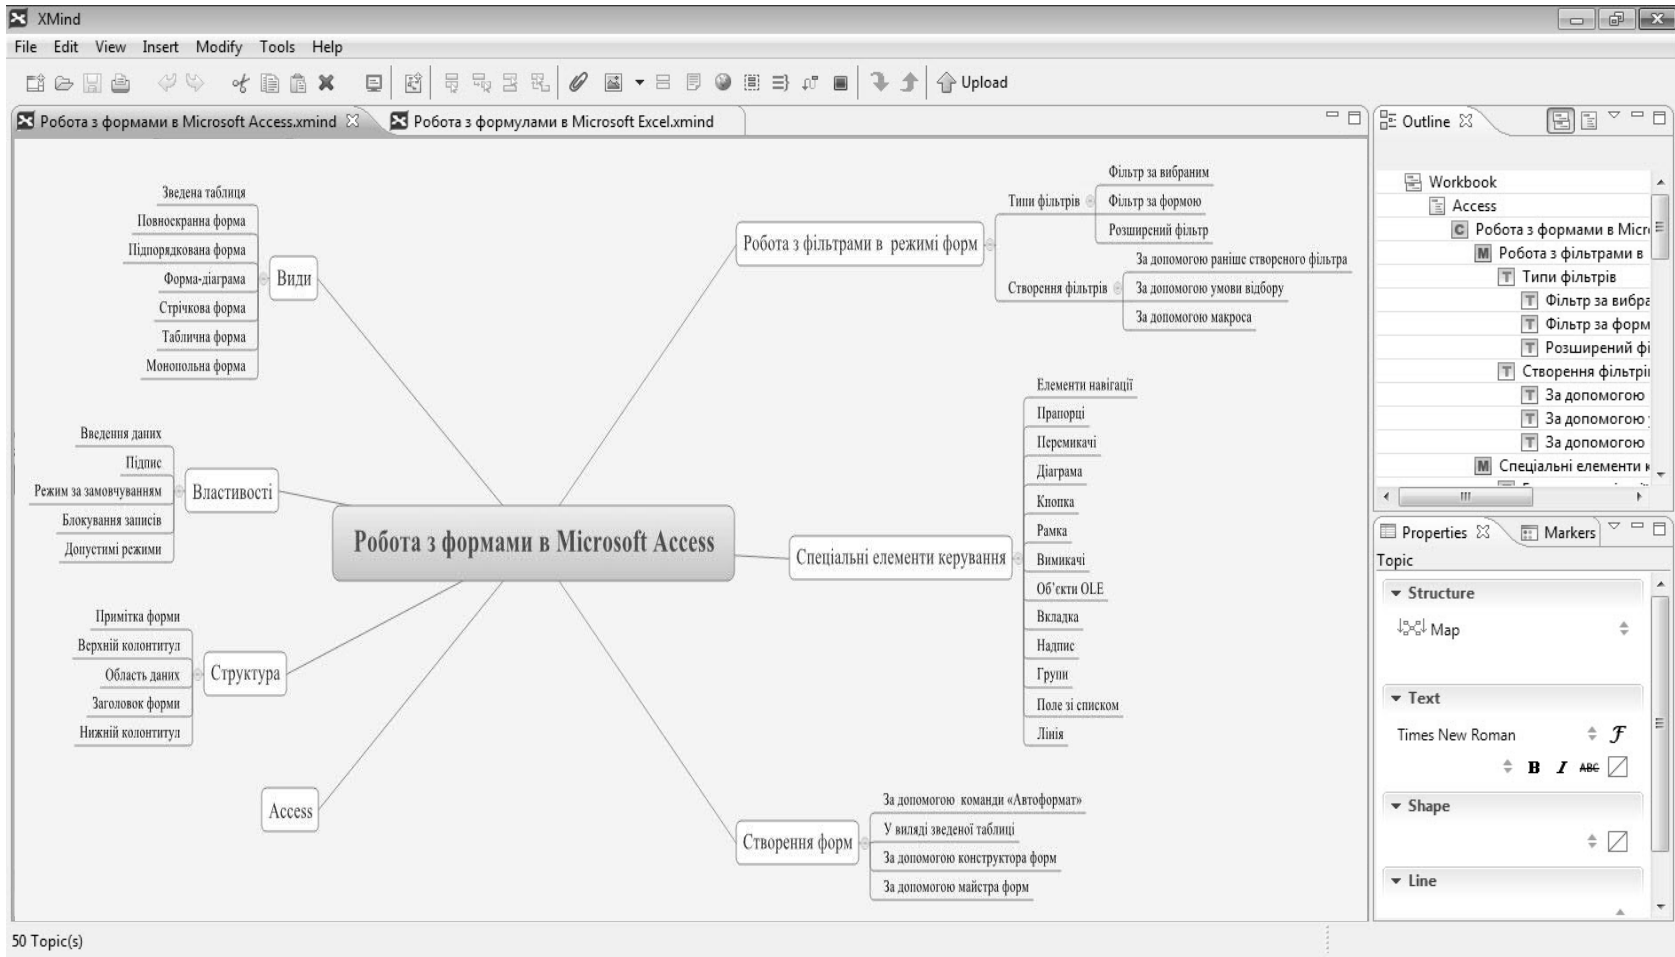 XMind
File Edit View Insert Modify Tools Help
Upload
Робота з формами в Microsoft Access.xmind
Робота з формулами в Microsoft Excel.xmind
Зведена таблиця
Повноскранна форма
Підпорядкована форма
Форма-діаграма
Стрічкова форма
Таблична форма
Монопольна форма
Види
Введення даних
Підпис
Режим за замовчуванням
Блокування записів
Допустимі режими
Властивості
Робота з формами в Microsoft Access
Примітка форми
Верхній колонтитул
Область даних
Заголовок форми
Нижній колонтитул
Структура
Access
Робота з фільтрами в режимі форм
Типи фільтрів
Фільтр за вибраним
Фільтр за формою
Розширений фільтр
Створення фільтрів
За допомогою раніше створеного фільтра
За допомогою умови відбору
За допомогою макроса
Спеціальні елементи керування
Елементи навігації
Прапорці
Перемикачі
Діаграма
Кнопка
Рамка
Вимикачі
Об’єкти OLE
Вкладка
Надпис
Групи
Поле зі списком
Лінія
Створення форм
За допомогою команди «Автоформат»
У виляді зведеної таблиці
За допомогою конструктора форм
За допомогою майстра форм
Outline
Workbook
Access
C Робота з формами в Micr
M Робота з фільтрами в
T Типи фільтрів
T Фільтр за вибра
T Фільтр за форм
T Розширений фі
T Створення фільтрі
T За допомогою
T За допомогою
T За допомогою
M Спеціальні елементи к
Properties
Markers
Topic
Structure
Map
Text
Times New Roman
B I ABC
Shape
Line
50 Topic(s)